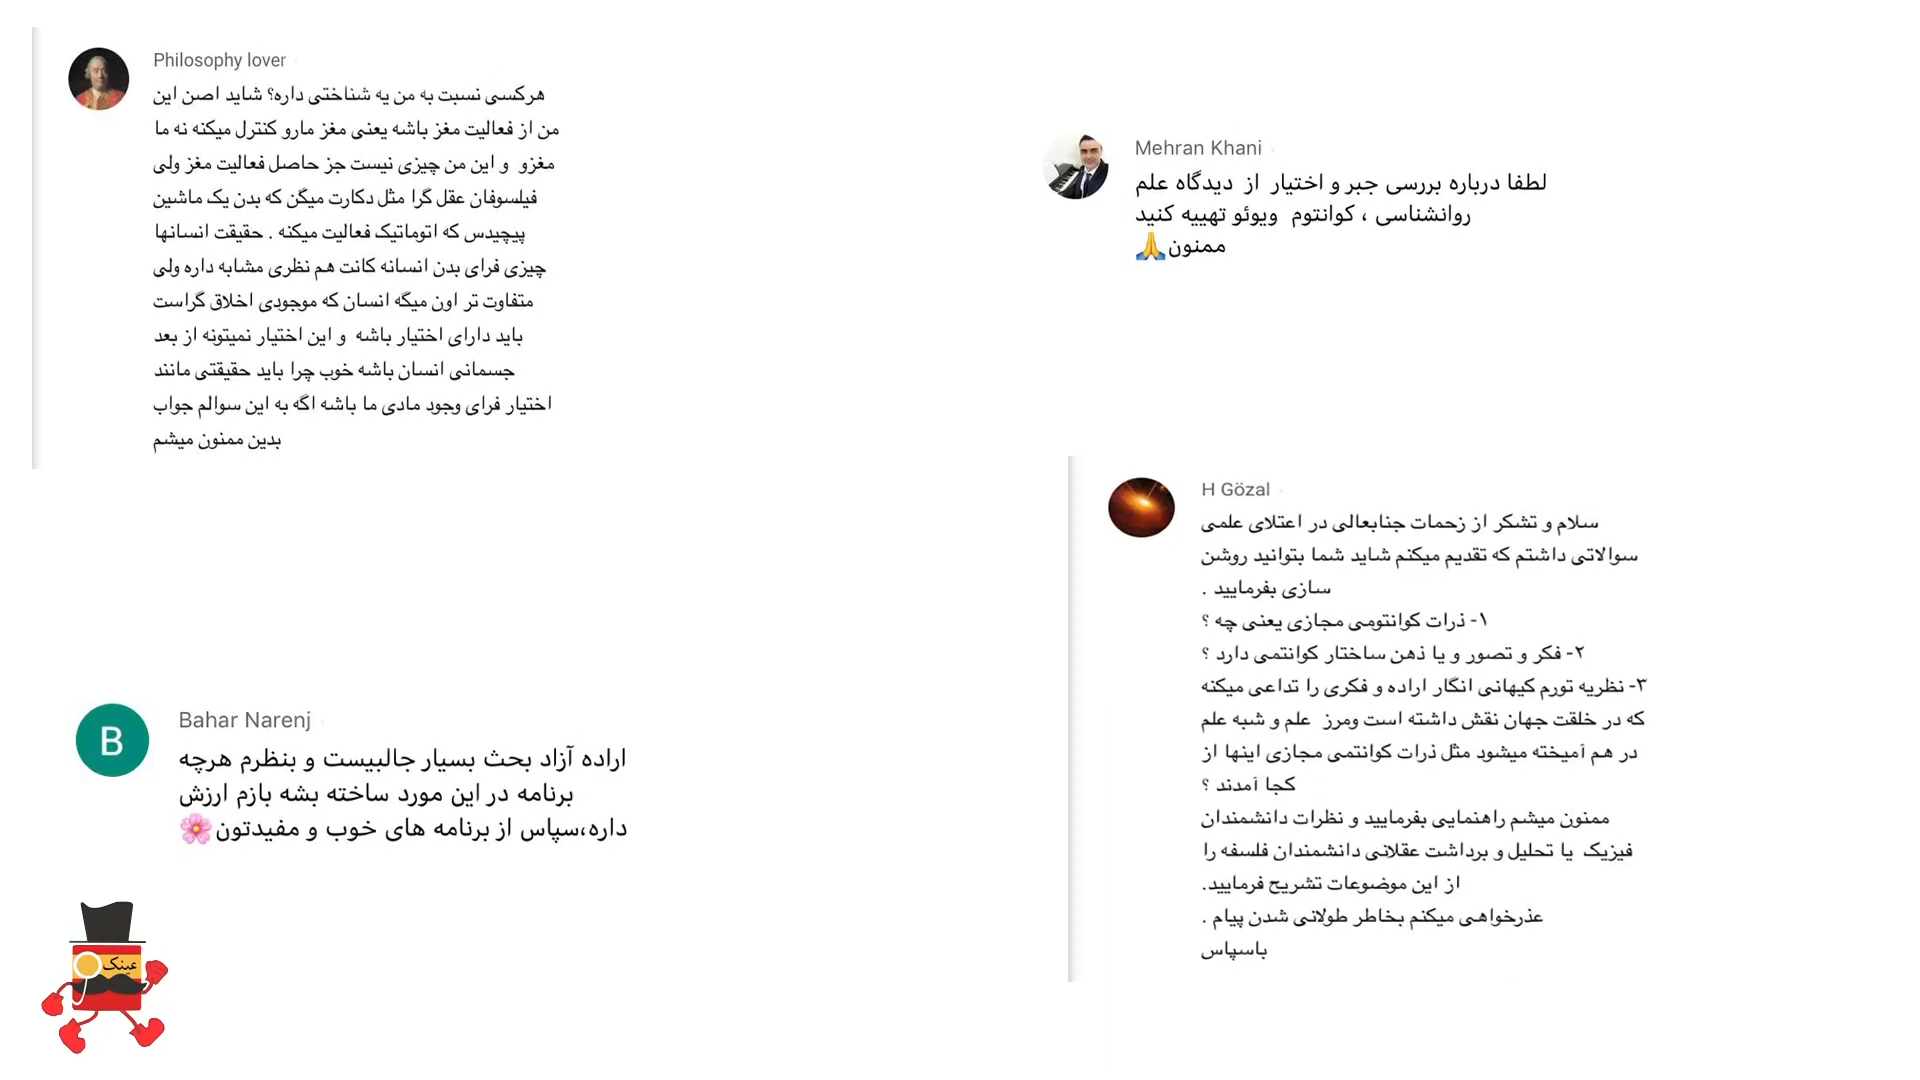 Philosophy lover
هرکسی نسبت به من یه شناختی داره؟ شاید اصن این
من از فعالیت مغز باشه یعنی مغز مارو کنترل میکنه نه ما
مغزو و این من چیزی نیست جز حاصل فعالیت مغز ولی
فیلسوفان عقل گرا مثل دکارت میگن که بدن یک ماشین
پیچیدس که اتوماتیک فعالیت میکنه . حقیقت انسانها
چیزی فرای بدن انسانه کانت هم نظری مشابه داره ولی
متفاوت تر اون میگه انسان که موجودی اخلاق گراست
باید دارای اختیار باشه و این اختیار نمیتونه از بعد
جسمانی انسان باشه خوب چرا باید حقیقتی مانند
اختیار فرای وجود مادی ما باشه اگه به این سوالم جواب
بدین ممنون میشم
Mehran Khani
لطفا درباره بررسی جبر و اختیار از دیدگاه علم
روانشناسی ، کوانتوم ویوئو تهییه کنید
ممنون🙏
B
Bahar Narenj
اراده آزاد بحث بسیار جالبیست و بنظرم هرچه
برنامه در این مورد ساخته بشه بازم ارزش
داره،سپاس از برنامه های خوب و مفیدتون🌸
H Gözal
سلام و تشکر از زحمات جنابعالی در اعتلای علمی
سوالاتی داشتم که تقدیم میکنم شاید شما بتوانید روشن
سازی بفرمایید .
۱- ذرات کوانتومی مجازی یعنی چه ؟
۲- فکر و تصور و یا ذهن ساختار کوانتمی دارد ؟
۳- نظریه تورم کیهانی انگار اراده و فکری را تداعی میکنه
که در خلقت جهان نقش داشته است ومرز علم و شبه علم
در هم آمیخته میشود مثل ذرات کوانتمی مجازی اینها از
کجا آمدند ؟
ممنون میشم راهنمایی بفرمایید و نظرات دانشمندان
فیزیک یا تحلیل و برداشت عقلانی دانشمندان فلسفه را
از این موضوعات تشریح فرمایید.
عذرخواهی میکنم بخاطر طولانی شدن پیام .
باسپاس
عینک